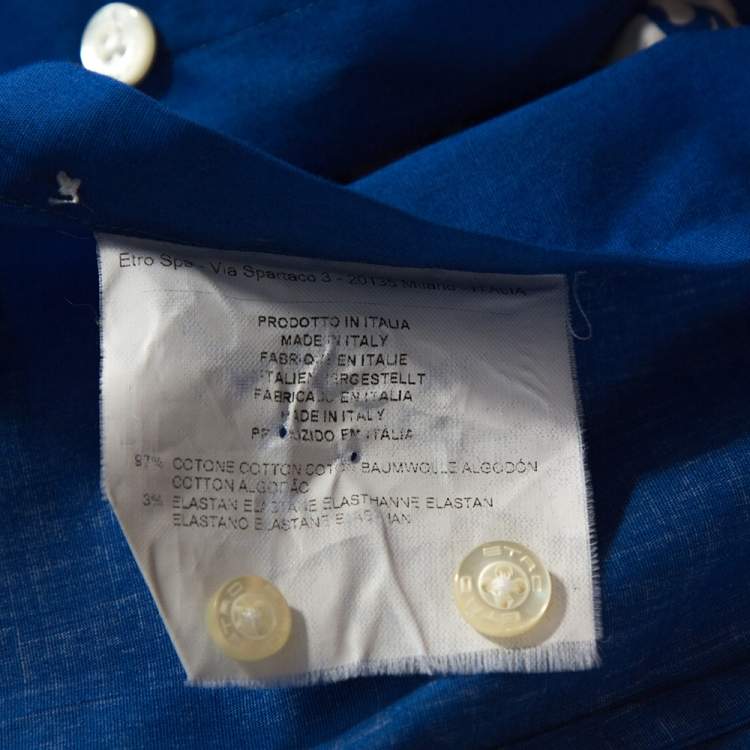 Etro Spa - Via Spartaco 3 - 20135 Milano - ITALIA
PRODOTTO IN ITALIA
MADE IN ITALY
FABRIQUE EN ITALIE
ITALIEN HERGESTELLT
FABRICADO EN ITALIA
MADE IN ITALY
PRODUZIDO EM ITÁLIA
97% COTONE COTTON COTON BAUMWOLLE ALGODÓN
COTTON ALGODÃO
3% ELASTAN ELASTANE ELASTHANNE ELASTAN
ELASTANO ELASTANE ELASTAN
ETRO
ETRO